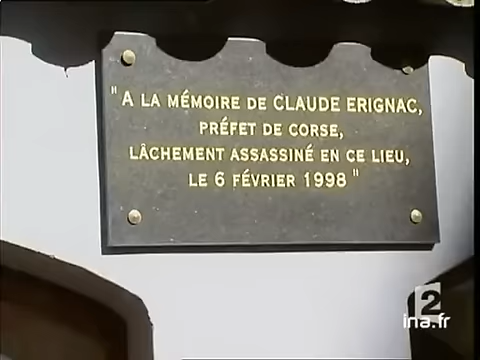 "A LA MÉMOIRE DE CLAUDE ERIGNAC,
PRÉFET DE CORSE,
LÂCHEMENT ASSASSINÉ EN CE LIEU,
LE 6 FÉVRIER 1998"
2
ina.fr